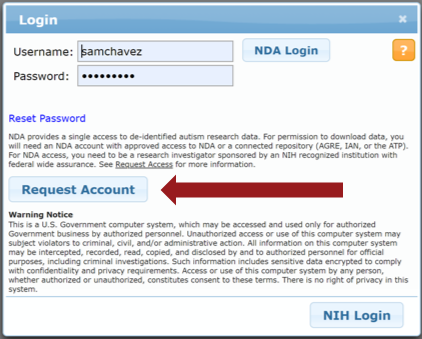 Login
Username: samchavez
NDA Login
?
Password: •••••••••
Reset Password
NDA provides a single access to de-identified autism research data. For permission to download data, you
will need an NDA account with approved access to NDA or a connected repository (AGRE, IAN, or the ATP).
For NDA access, you need to be a research investigator sponsored by an NIH recognized institution with
federal wide assurance. See Request Access for more information.
Request Account
Warning Notice
This is a U.S. Government computer system, which may be accessed and used only for authorized
Government business by authorized personnel. Unauthorized access or use of this computer system may
subject violators to criminal, civil, and/or administrative action. All information on this computer system
may be intercepted, recorded, read, copied, and disclosed by and to authorized personnel for official
purposes, including criminal investigations. Such information includes sensitive data encrypted to comply
with confidentiality and privacy requirements. Access or use of this computer system by any person,
whether authorized or unauthorized, constitutes consent to these terms. There is no right of privacy in this
system.
NIH Login